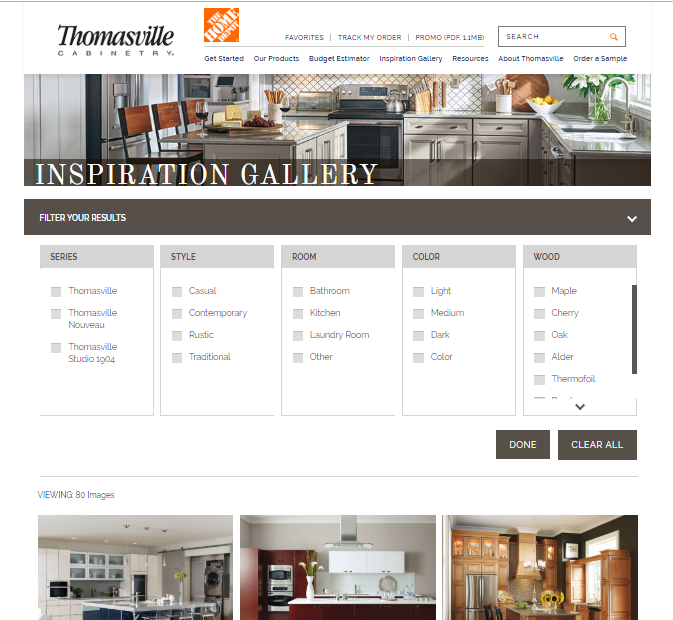 Thomasville
CABINETRY
THE HOME DEPOT
FAVORITES | TRACK MY ORDER | PROMO (PDF, 1.1MB)
SEARCH
Get Started Our Products Budget Estimator Inspiration Gallery Resources About Thomasville Order a Sample
INSPIRATION GALLERY
FILTER YOUR RESULTS
SERIES
Thomasville
Thomasville
Nouveau
Thomasville
Studio 1904
STYLE
Casual
Contemporary
Rustic
Traditional
ROOM
Bathroom
Kitchen
Laundry Room
Other
COLOR
Light
Medium
Dark
Color
WOOD
Maple
Cherry
Oak
Alder
Thermofoil
DONE
CLEAR ALL
VIEWING: 80 Images